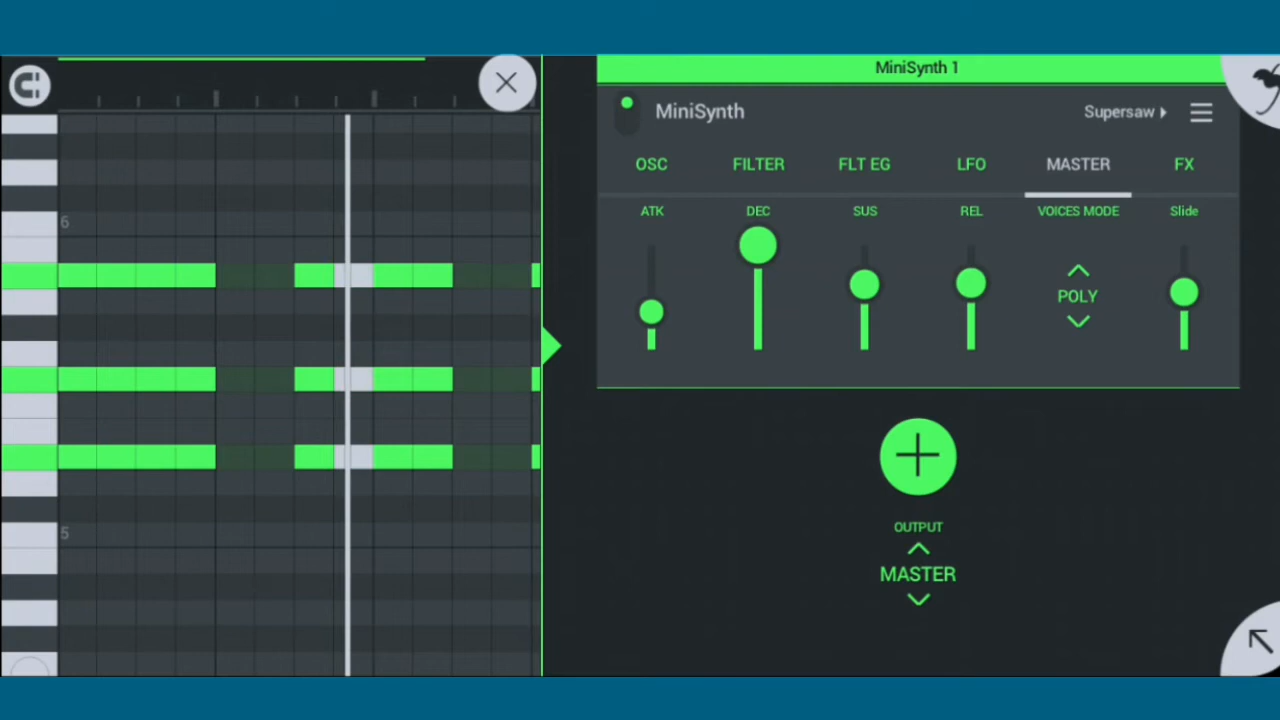 MiniSynth 1
MiniSynth
Supersaw
OSC FILTER FLT EG LFO MASTER FX
ATK DEC SUS REL VOICES MODE Slide
6
POLY
5
OUTPUT
MASTER